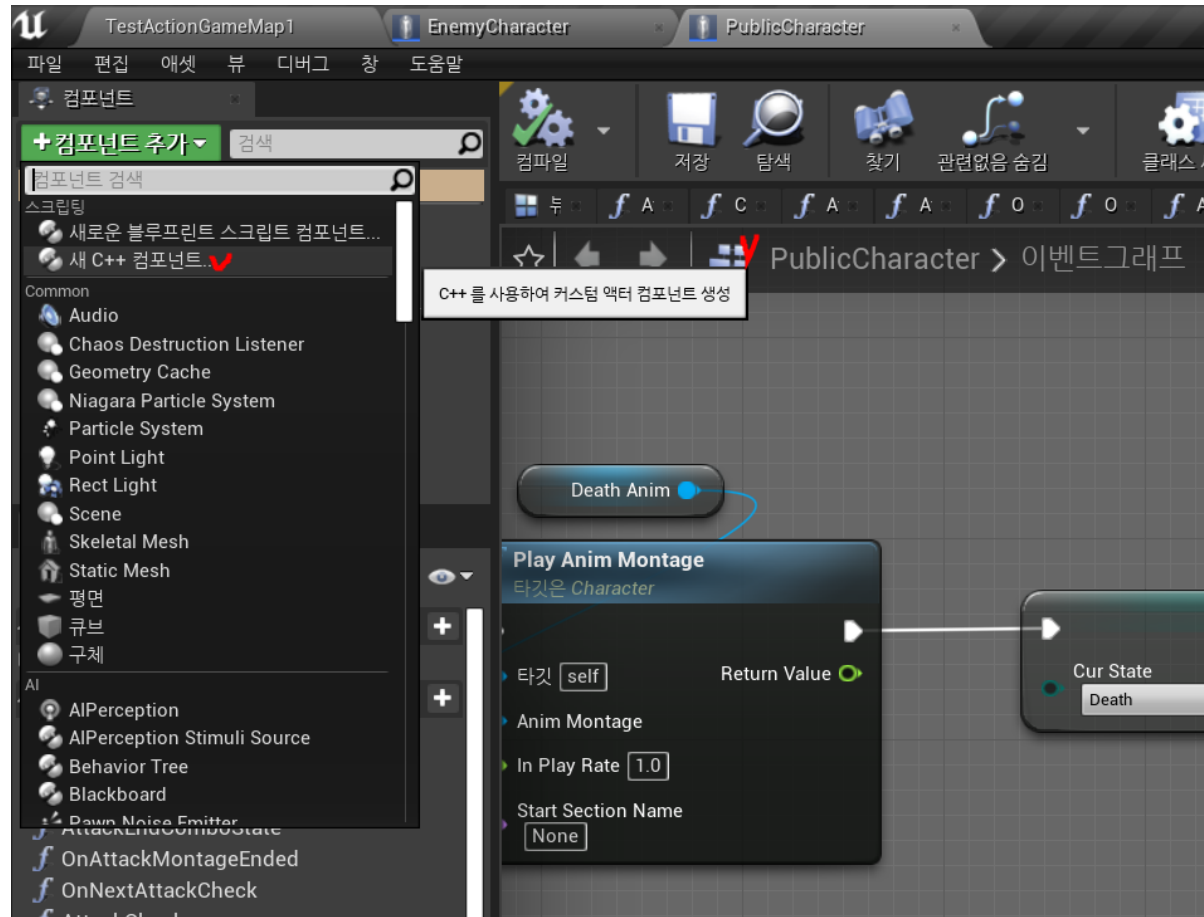 TestActionGameMap1
EnemyCharacter
PublicCharacter
파일 편집 애셋 뷰 디버그 창 도움말
컴포넌트
+컴포넌트 추가 검색
컴포넌트 검색
스크립팅
새로운 블루프린트 스크립트 컴포넌트...
새 C++ 컴포넌트...
C++ 를 사용하여 커스텀 액터 컴포넌트 생성
Common
Audio
Chaos Destruction Listener
Geometry Cache
Niagara Particle System
Particle System
Point Light
Rect Light
Scene
Skeletal Mesh
Static Mesh
평면
큐브
구체
AI
AIPerception
AIPerception Stimuli Source
Behavior Tree
Blackboard
Pawn Noise Emitter
AttackEndComboState
OnAttackMontageEnded
OnNextAttackCheck
컴파일 저장 탐색 찾기 관련없음 숨김 클래스
f A f C f A f A f O f O f A
PublicCharacter > 이벤트그래프
Death Anim
Play Anim Montage
타깃은 Character
타깃 self Return Value
Anim Montage
In Play Rate 1.0
Start Section Name
None
Cur State
Death